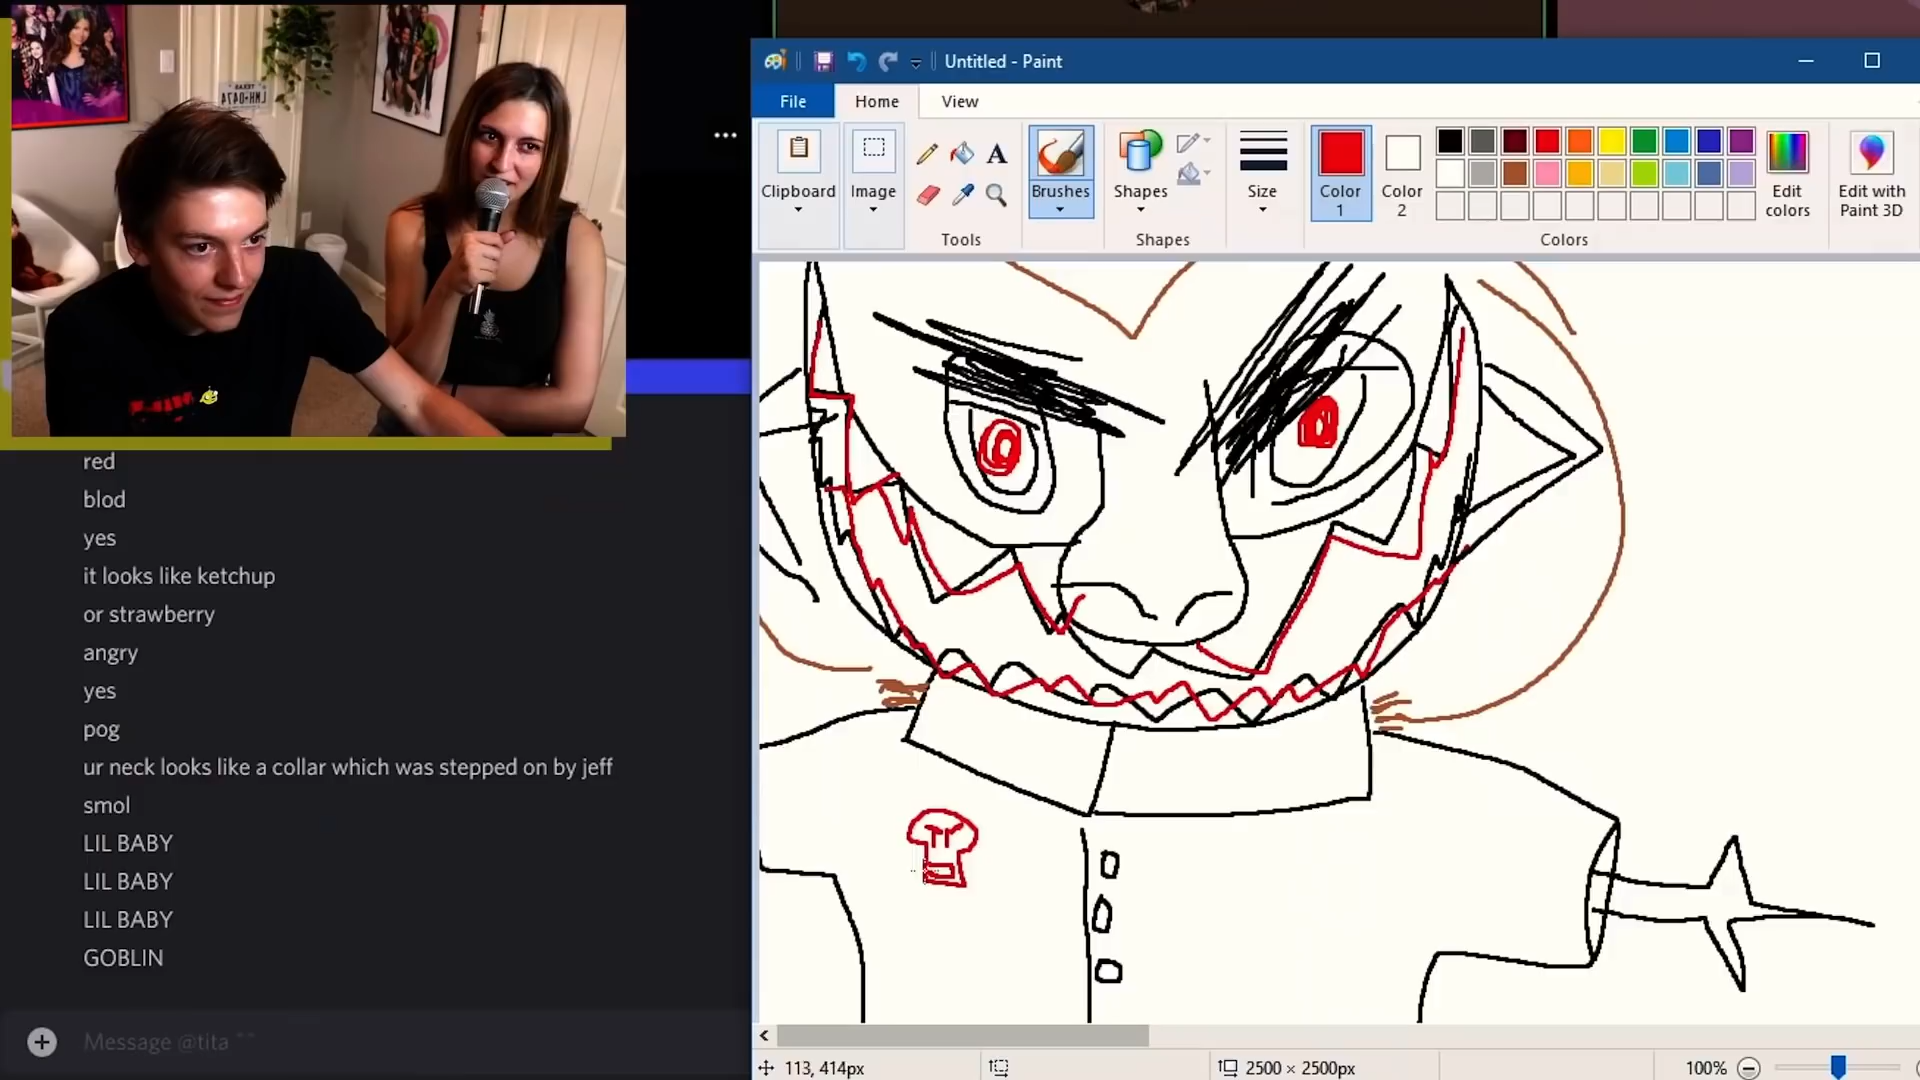 TEXAS
LMH-0474
Untitled - Paint
File
Home
View
Clipboard
Image
Tools
Brushes
Shapes
Shapes
Size
Color 1
Color 2
Colors
Edit colors
Edit with Paint 3D
A
red
blod
yes
it looks like ketchup
or strawberry
angry
yes
pog
ur neck looks like a collar which was stepped on by jeff
smol
LIL BABY
LIL BABY
LIL BABY
GOBLIN
Message @tita ^^
113, 414px
2500 × 2500px
100%